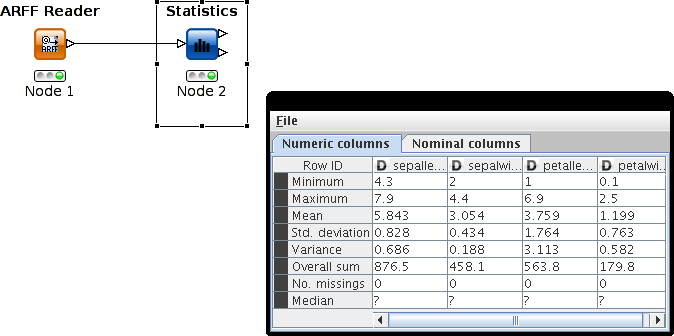 ARFF Reader
Statistics
ARFF
Node 1
Node 2
File
Numeric columns Nominal columns
Row ID D sepalle... D sepalwi... D petalle... D petalwi...
Minimum 4.3 2 1 0.1
Maximum 7.9 4.4 6.9 2.5
Mean 5.843 3.054 3.759 1.199
Std. deviation 0.828 0.434 1.764 0.763
Variance 0.686 0.188 3.113 0.582
Overall sum 876.5 458.1 563.8 179.8
No. missings 0 0 0 0
Median ? ? ? ?